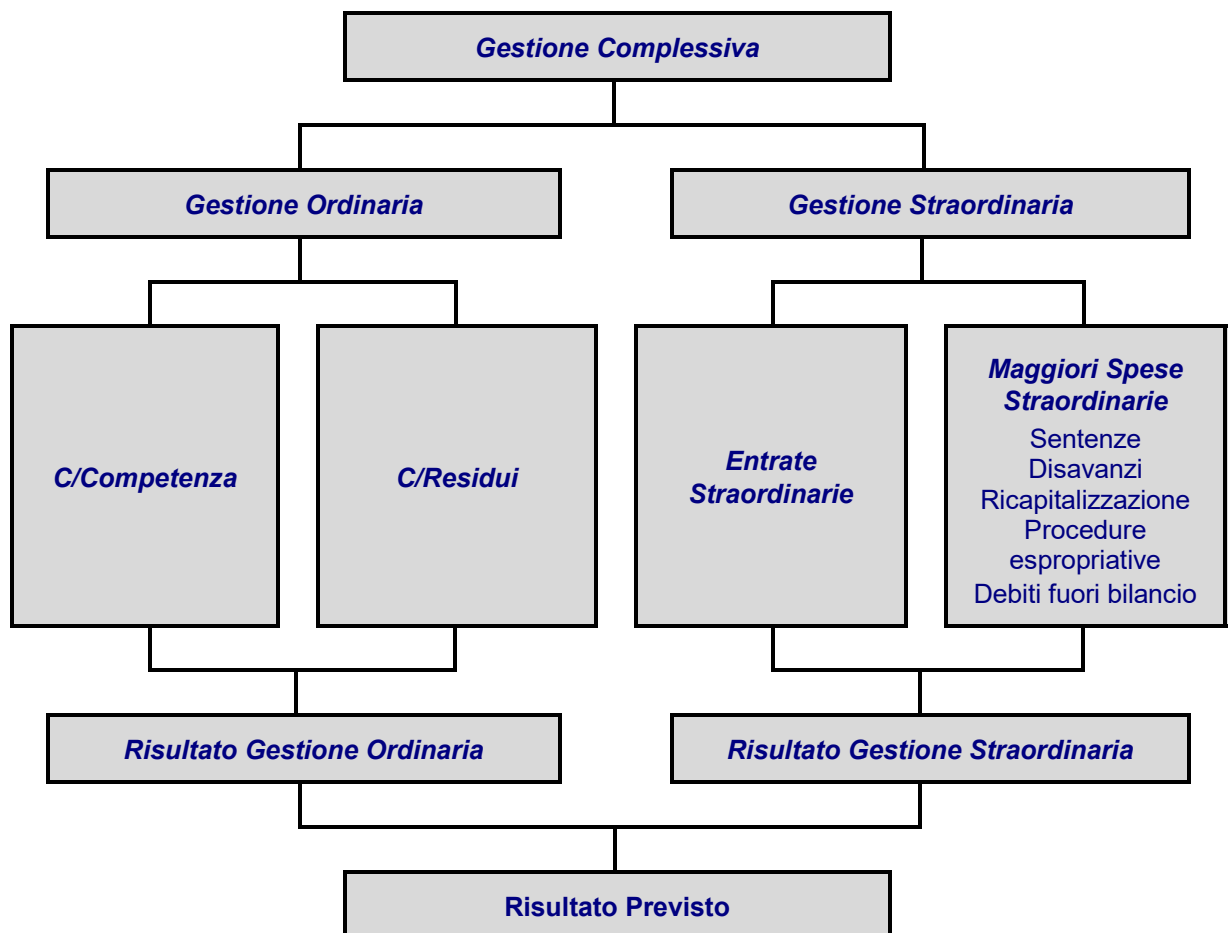 Gestione Complessiva
Gestione Ordinaria
Gestione Straordinaria
C/Competenza
C/Residui
Entrate
Straordinarie
Maggiori Spese
Straordinarie
Sentenze
Disavanzi
Ricapitalizzazione
Procedure
espropriative
Debiti fuori bilancio
Risultato Gestione Ordinaria
Risultato Gestione Straordinaria
Risultato Previsto